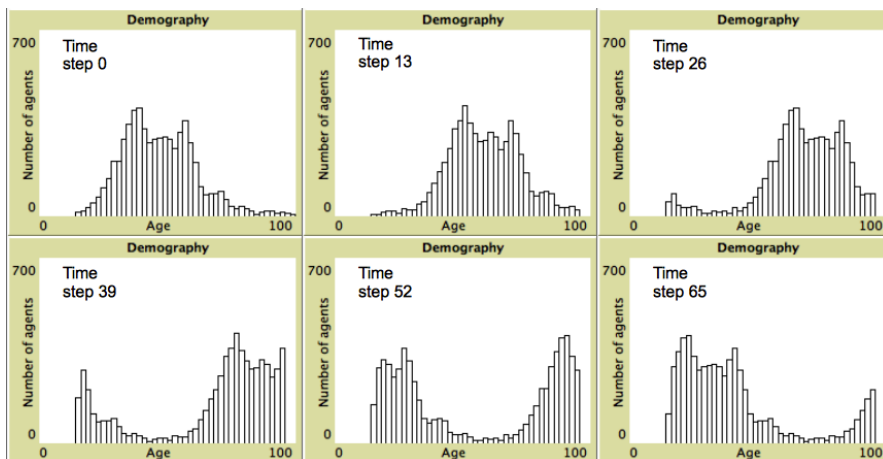 Demography
700
Time
step 0
Number of agents
0
0
Age
100
Demography
700
Time
step 13
Number of agents
0
0
Age
100
Demography
700
Time
step 26
Number of agents
0
0
Age
100
Demography
700
Time
step 39
Number of agents
0
0
Age
100
Demography
700
Time
step 52
Number of agents
0
0
Age
100
Demography
700
Time
step 65
Number of agents
0
0
Age
100